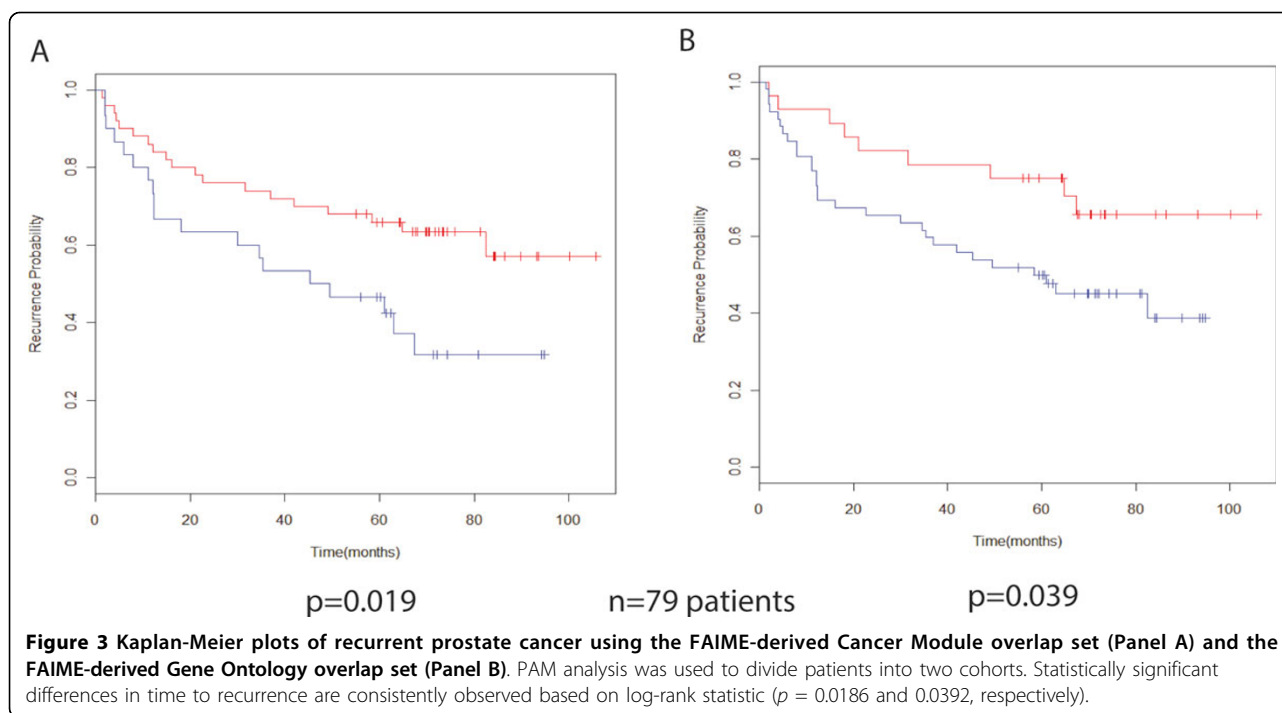 A
B
Recurrence Probability
1.0
0.8
0.6
0.4
0.2
0.0
0 20 40 60 80 100
Time(months)
Recurrence Probability
1.0
0.8
0.6
0.4
0.2
0.0
0 20 40 60 80 100
Time(months)
p=0.019 n=79 patients p=0.039
Figure 3 Kaplan-Meier plots of recurrent prostate cancer using the FAIME-derived Cancer Module overlap set (Panel A) and the
FAIME-derived Gene Ontology overlap set (Panel B). PAM analysis was used to divide patients into two cohorts. Statistically significant
differences in time to recurrence are consistently observed based on log-rank statistic (p = 0.0186 and 0.0392, respectively).